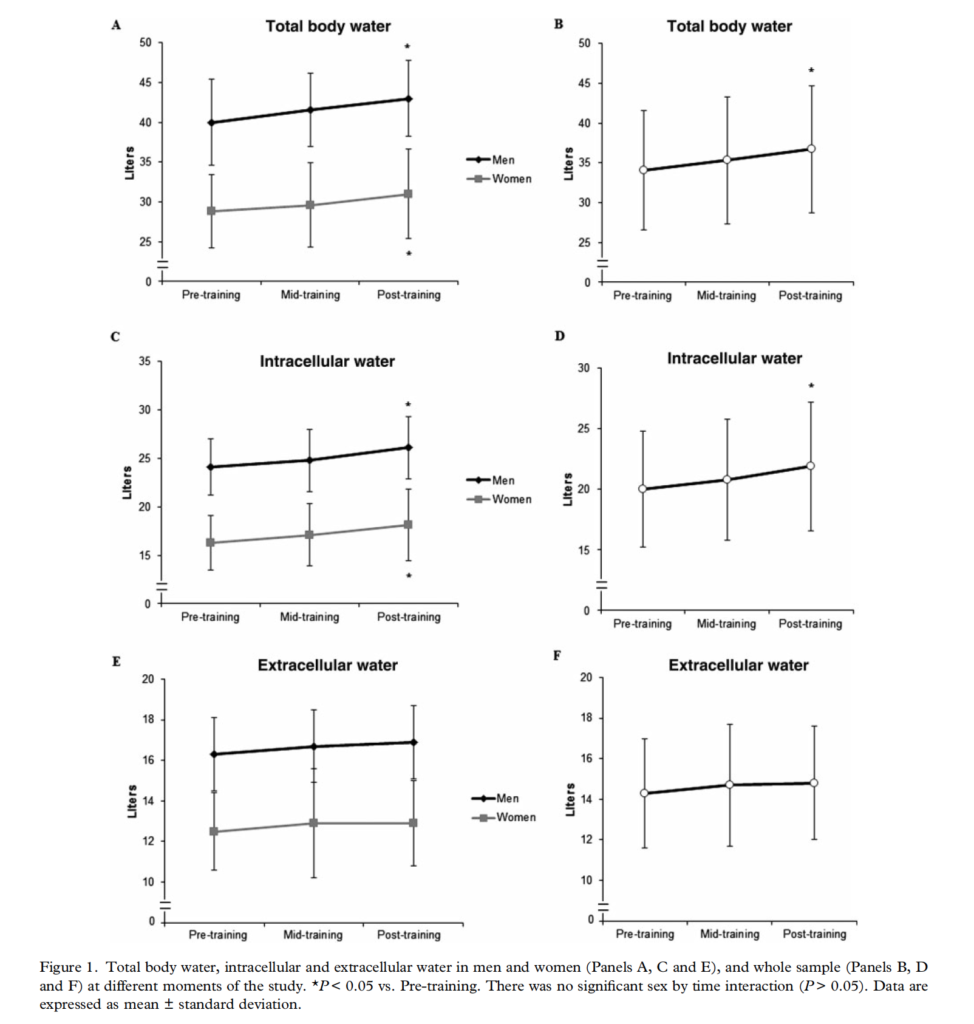 A
Total body water
*
50
45
40
35
30
25
0
Liters
Men
Women
*
Pre-training
Mid-training
Post-training
B
Total body water
*
50
45
40
35
30
25
0
Liters
Pre-training
Mid-training
Post-training
C
Intracellular water
*
35
30
25
20
15
0
Liters
Men
Women
*
Pre-training
Mid-training
Post-training
D
Intracellular water
*
30
25
20
15
0
Liters
Pre-training
Mid-training
Post-training
E
Extracellular water
20
18
16
14
12
10
0
Liters
Men
Women
Pre-training
Mid-training
Post-training
F
Extracellular water
20
18
16
14
12
10
0
Liters
Pre-training
Mid-training
Post-training
Figure 1. Total body water, intracellular and extracellular water in men and women (Panels A, C and E), and whole sample (Panels B, D
and F) at different moments of the study. *P< 0.05 vs. Pre-training. There was no significant sex by time interaction (P> 0.05). Data are
expressed as mean ± standard deviation.